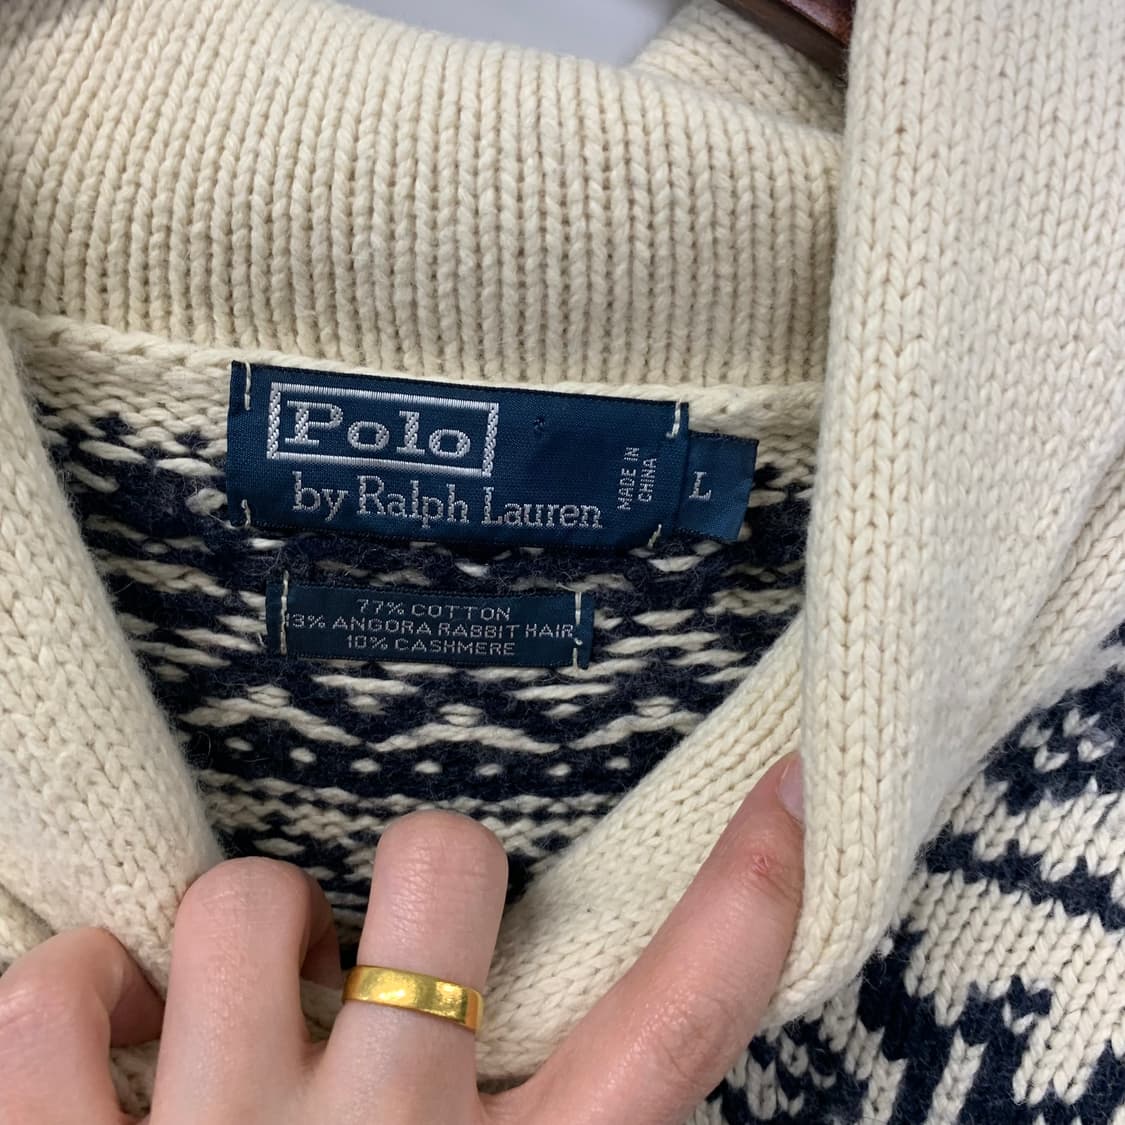 Polo
by Ralph Lauren
MADE IN
CHINA
L
77% COTTON
13% ANGORA RABBIT HAIR
10% CASHMERE